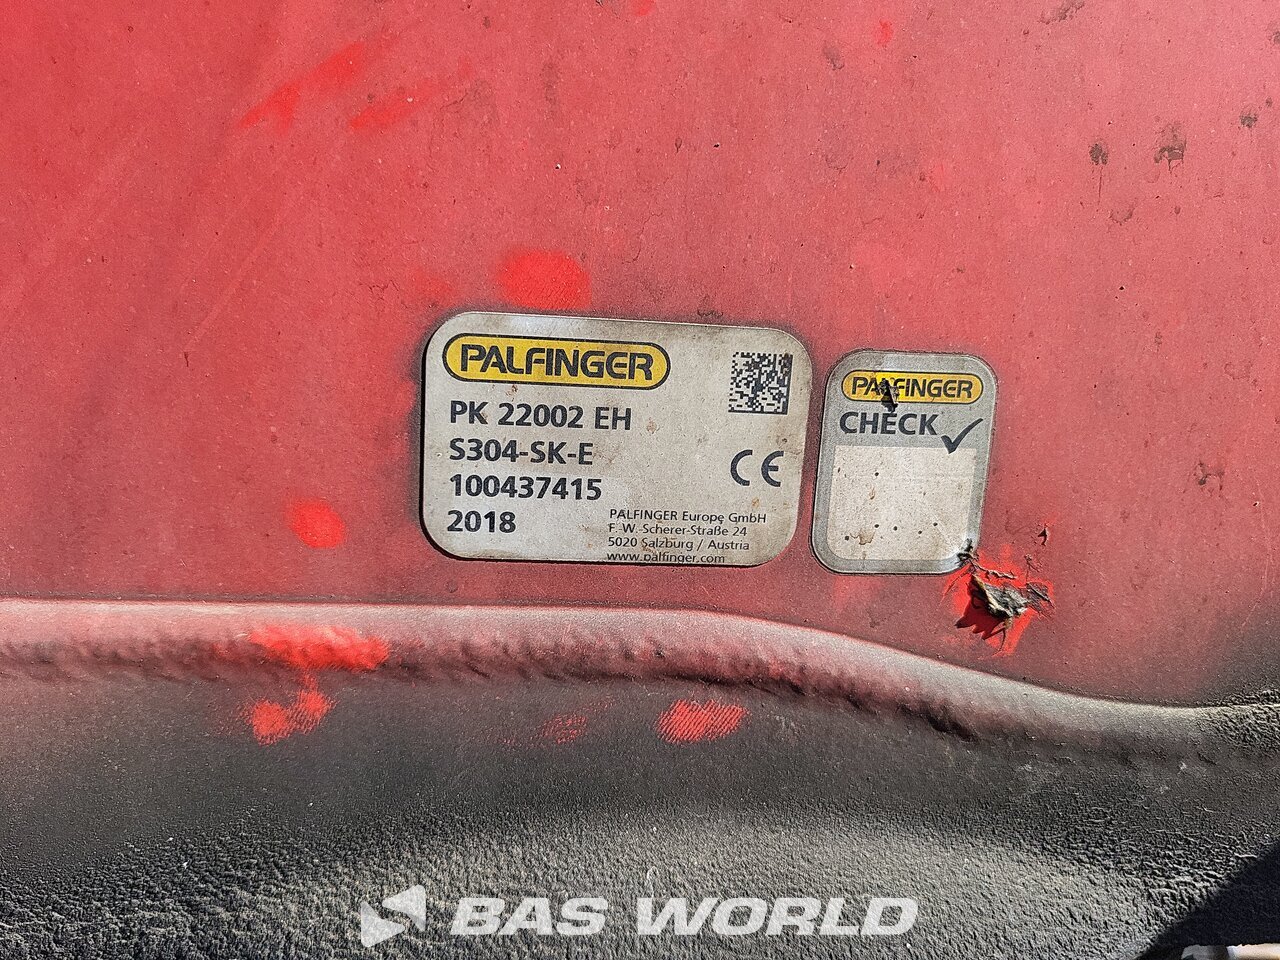 PALFINGER
PK 22002 EH
S304-SK-E
100437415
2018
CE
PALFINGER Europe GmbH
F.-W.-Scherer-Straße 24
5020 Salzburg / Austria
www.palfinger.com
PALFINGER
CHECK
BAS WORLD